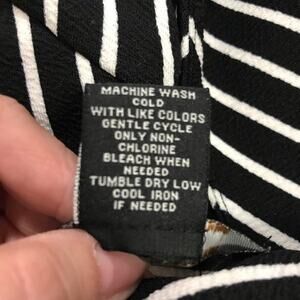 MACHINE WASH
COLD
WITH LIKE COLORS
GENTLE CYCLE
ONLY NON-
CHLORINE
BLEACH WHEN
NEEDED
TUMBLE DRY LOW
COOL IRON
IF NEEDED